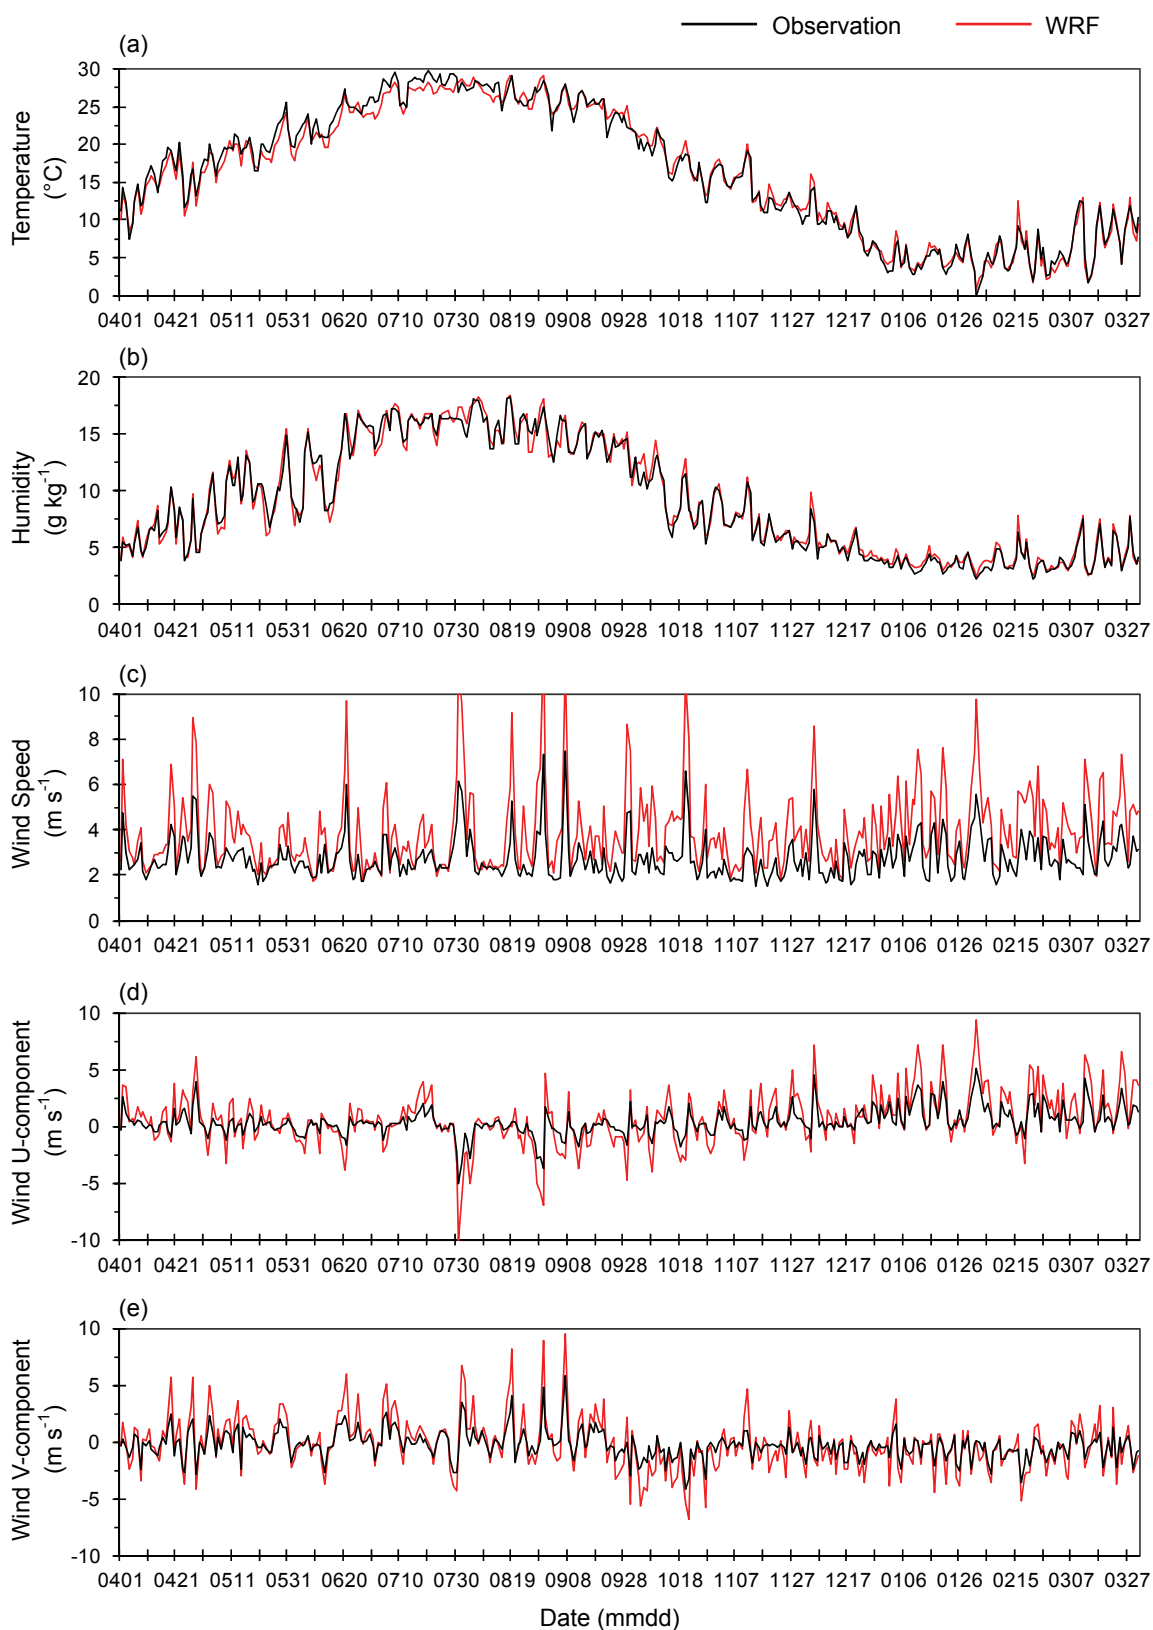 Observation WRF
(a)
Temperature
(°C)
30
25
20
15
10
5
0
0401 0421 0511 0531 0620 0710 0730 0819 0908 0928 1018 1107 1127 1217 0106 0126 0215 0307 0327
(b)
Humidity
(g kg⁻¹)
20
15
10
5
0
0401 0421 0511 0531 0620 0710 0730 0819 0908 0928 1018 1107 1127 1217 0106 0126 0215 0307 0327
(c)
Wind Speed
(m s⁻¹)
10
8
6
4
2
0
0401 0421 0511 0531 0620 0710 0730 0819 0908 0928 1018 1107 1127 1217 0106 0126 0215 0307 0327
(d)
Wind U-component
(m s⁻¹)
10
5
0
-5
-10
0401 0421 0511 0531 0620 0710 0730 0819 0908 0928 1018 1107 1127 1217 0106 0126 0215 0307 0327
(e)
Wind V-component
(m s⁻¹)
10
5
0
-5
-10
0401 0421 0511 0531 0620 0710 0730 0819 0908 0928 1018 1107 1127 1217 0106 0126 0215 0307 0327
Date (mmdd)